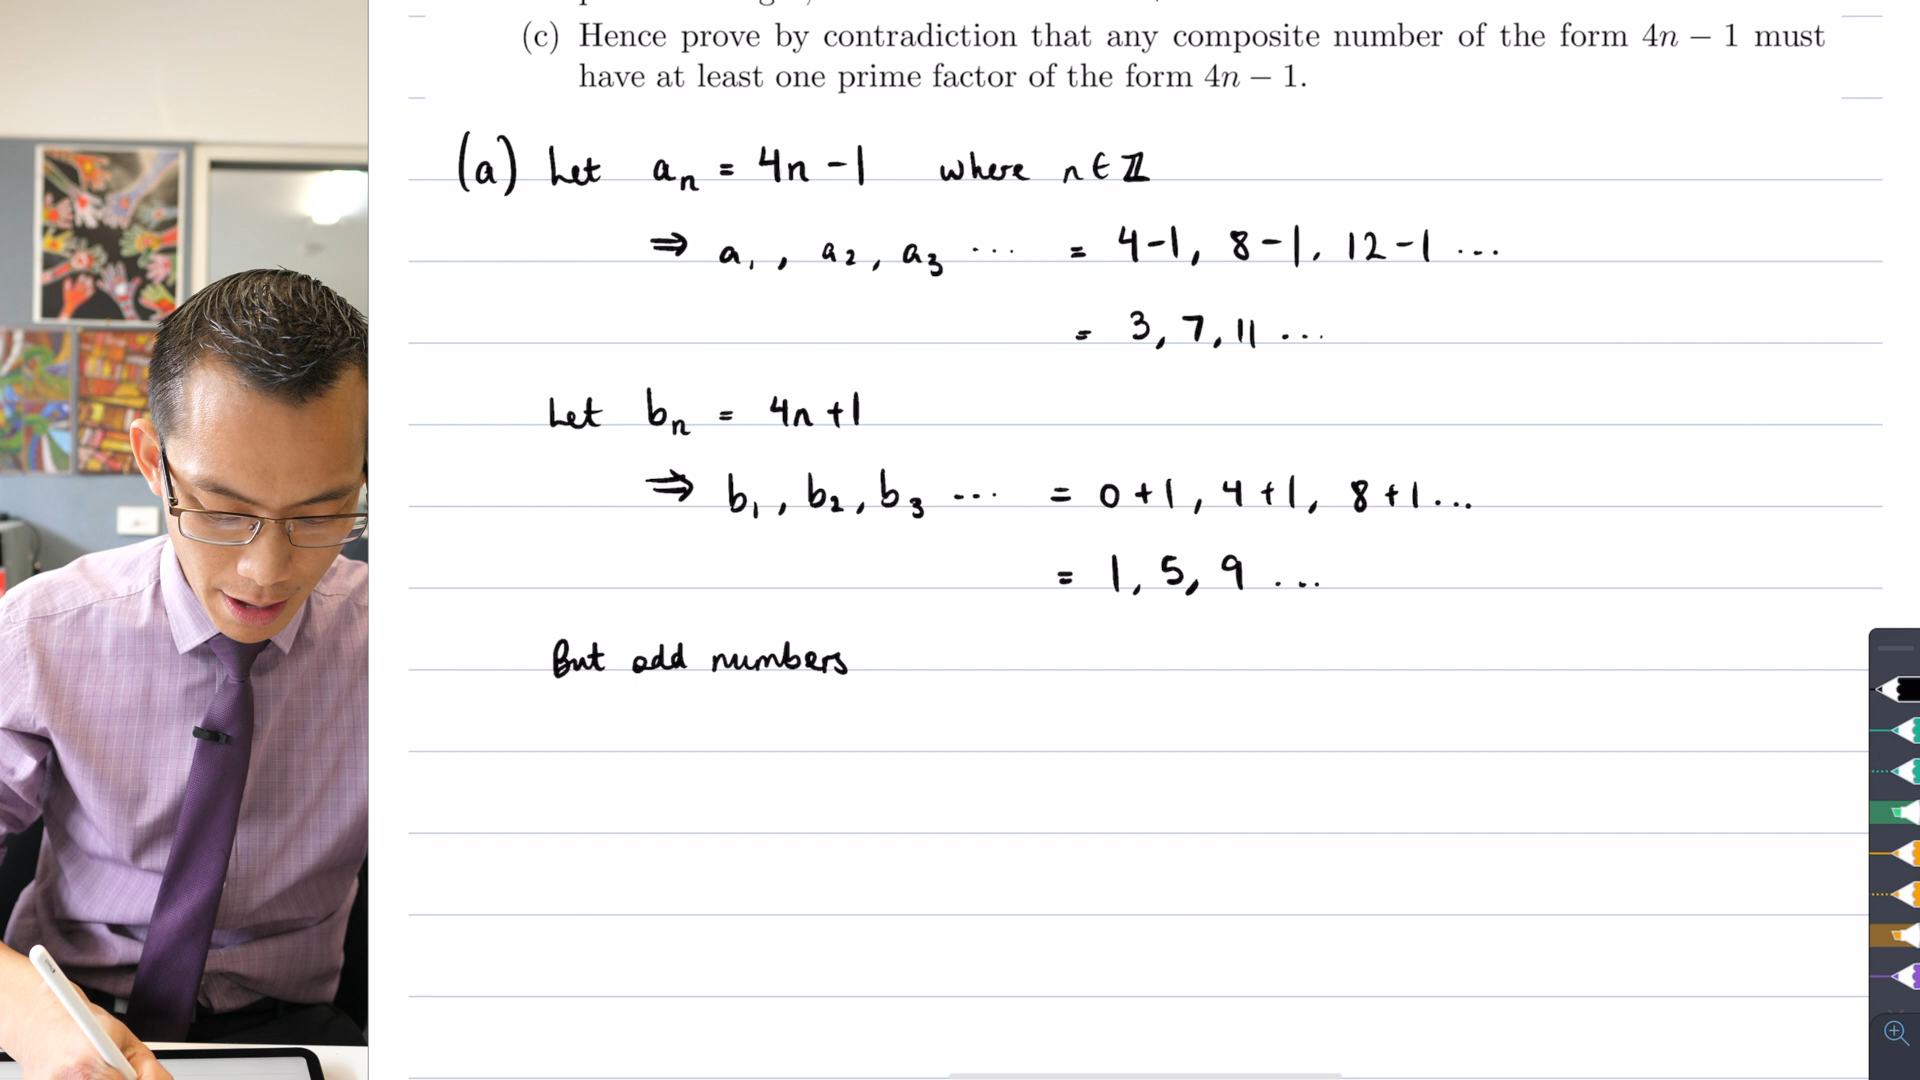 (c) Hence prove by contradiction that any composite number of the form 4n − 1 must
have at least one prime factor of the form 4n − 1.
(a) Let aₙ = 4n − 1 where n ∈ ℤ
⇒ a₁, a₂, a₃ ... = 4−1, 8−1, 12−1 ...
= 3, 7, 11 ...
Let bₙ = 4n +1
⇒ b₁, b₂, b₃ ... = 0+1, 4+1, 8+1...
= 1, 5, 9 ...
But odd numbers